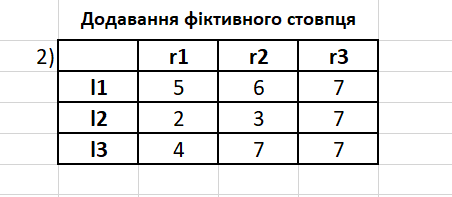 Додавання фіктивного стовпця
2) r1 r2 r3
l1 5 6 7
l2 2 3 7
l3 4 7 7